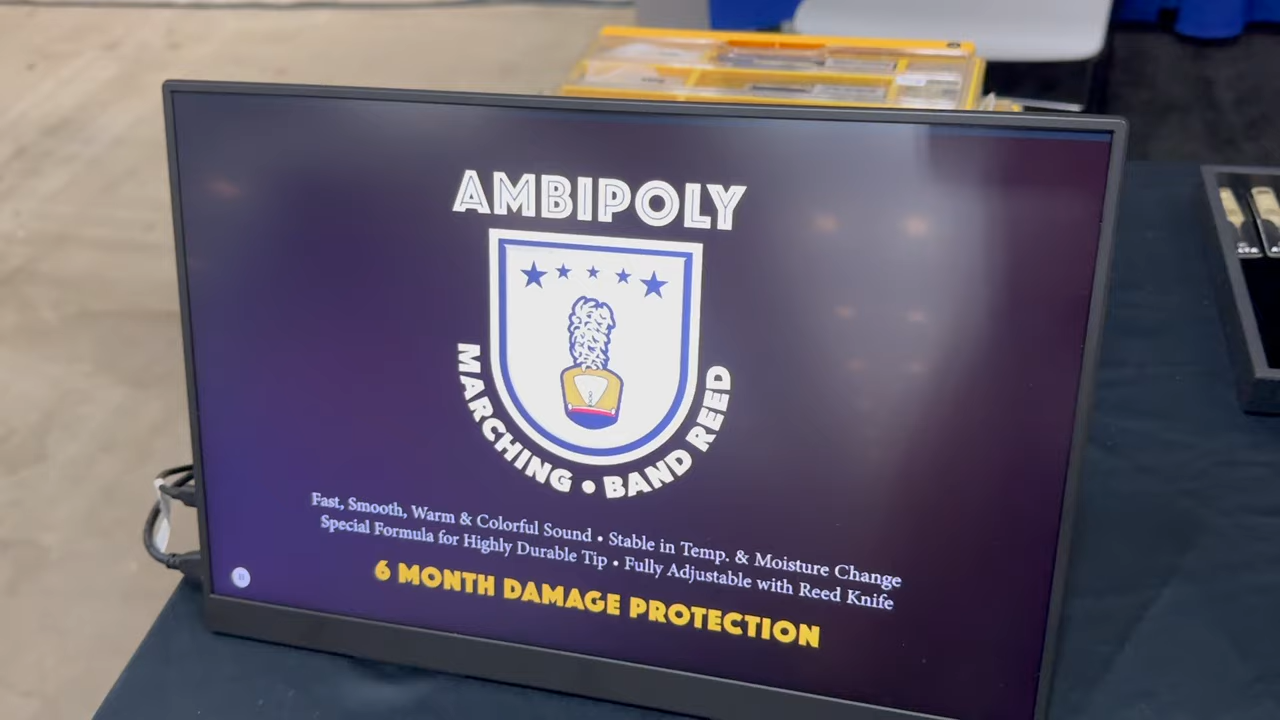 AMBIPOLY
MARCHING • BAND REED
Fast, Smooth, Warm & Colorful Sound • Stable in Temp. & Moisture Change
Special Formula for Highly Durable Tip • Fully Adjustable with Reed Knife
6 MONTH DAMAGE PROTECTION